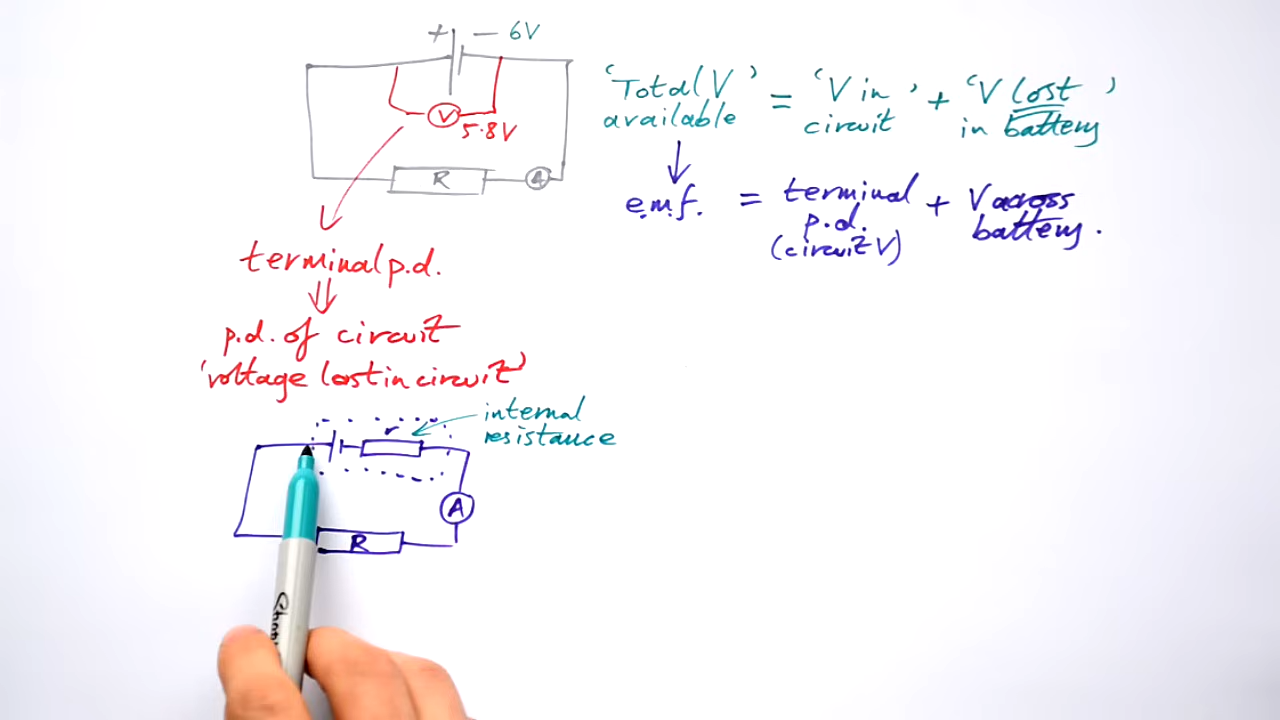 + – 6V
V
5.8V
R
A
'Total V' = 'V in' + 'V Lost'
available circuit in battery
e.m.f. = terminal + V across
p.d. battery.
(circuit V)
terminal p.d.
p.d. of circuit
'voltage lost in circuit'
internal
resistance
r
A
R